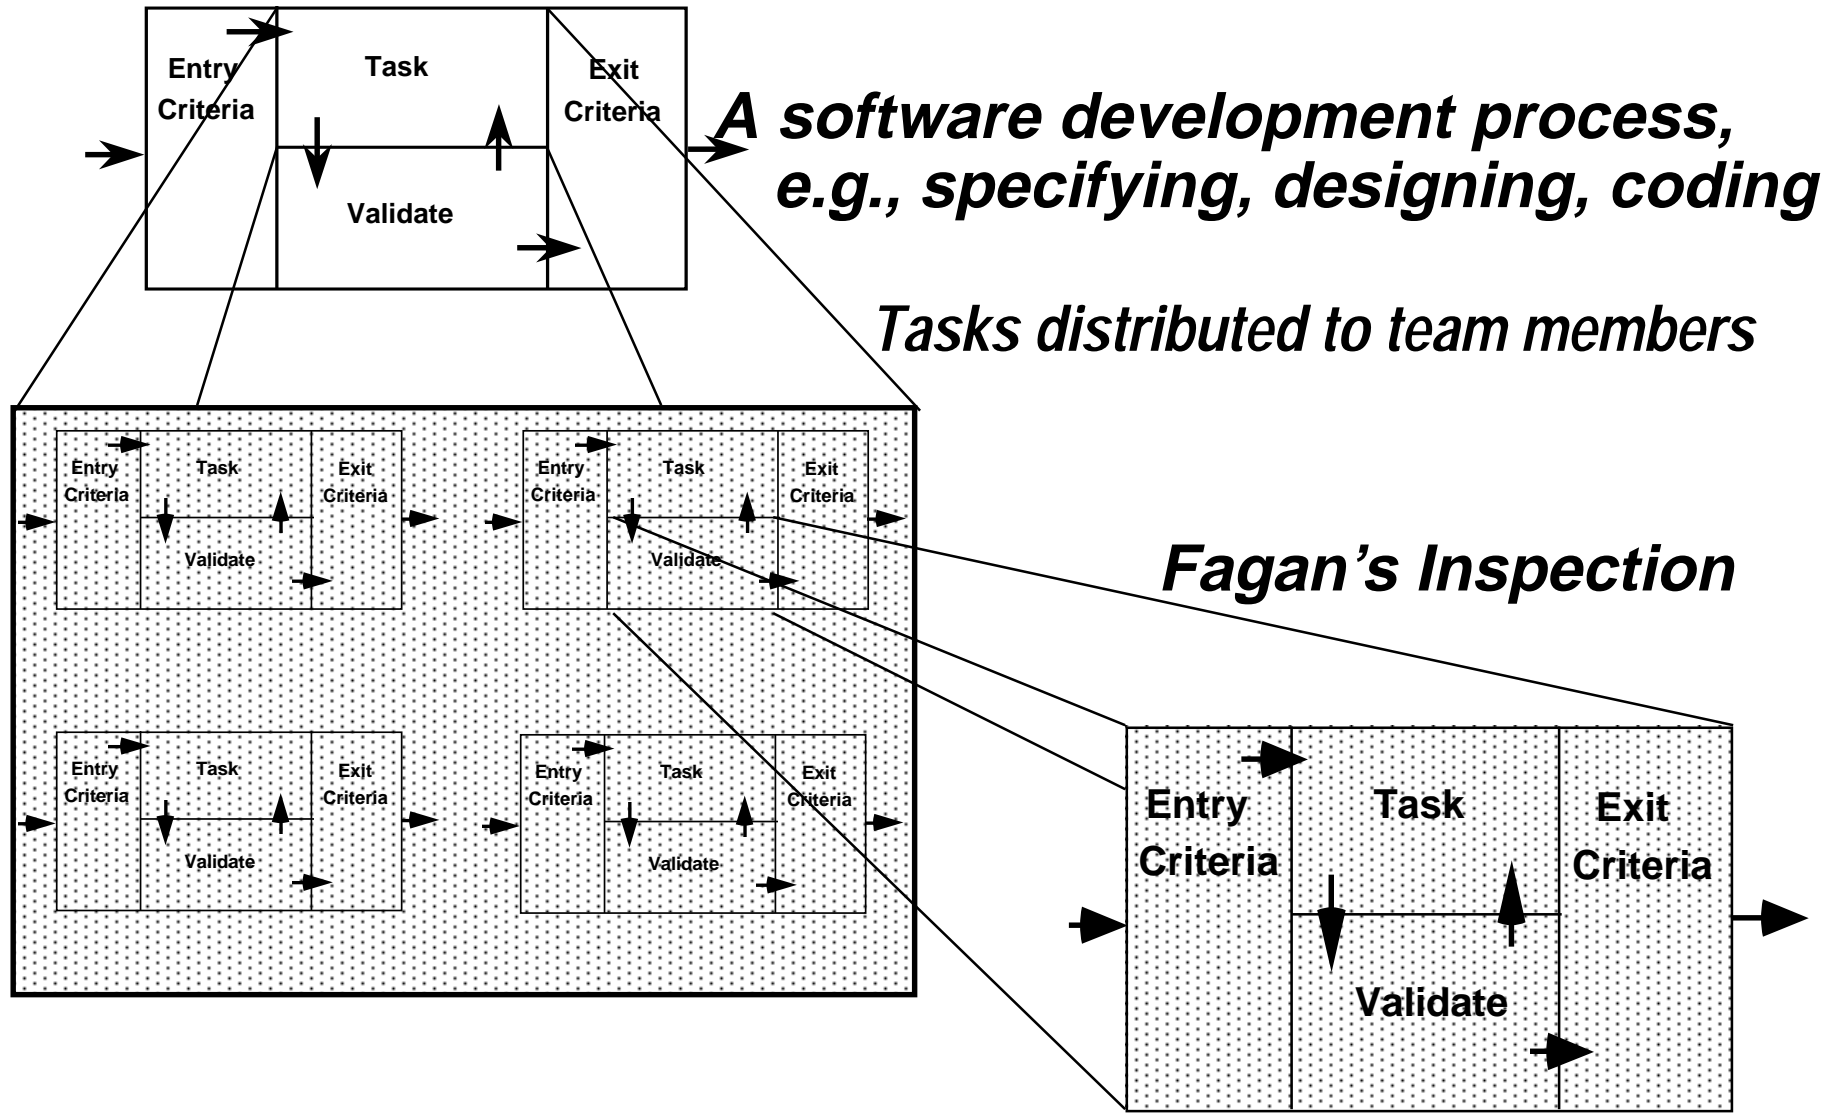 Entry
Criteria
Task
Validate
Exit
Criteria
A software development process,
e.g., specifying, designing, coding
Tasks distributed to team members
Entry
Criteria
Task
Validate
Exit
Criteria
Entry
Criteria
Task
Validate
Exit
Criteria
Fagan’s Inspection
Entry
Criteria
Task
Validate
Exit
Criteria
Entry
Criteria
Task
Validate
Exit
Criteria
Entry
Criteria
Task
Validate
Exit
Criteria